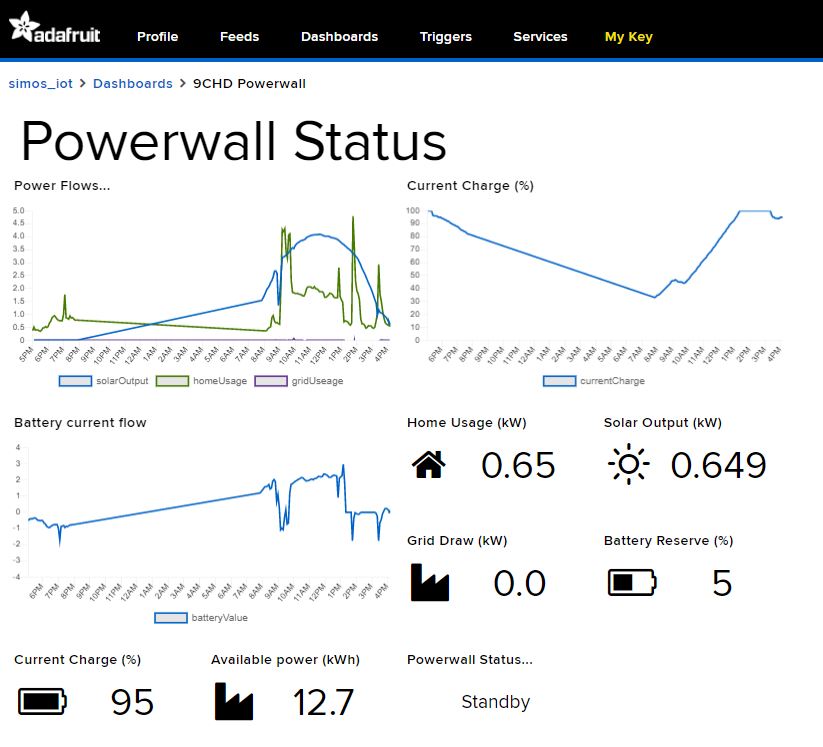 adafruit
Profile Feeds Dashboards Triggers Services My Key
simos_iot > Dashboards > 9CHD Powerwall
Powerwall Status
Power Flows...
5.0
4.5
4.0
3.5
3.0
2.5
2.0
1.5
1.0
0.5
0
5PM 6PM 7PM 8PM 9PM 10PM 11PM 12AM 1AM 2AM 3AM 4AM 5AM 6AM 7AM 8AM 9AM 10AM 11AM 12PM 1PM 2PM 3PM 4PM
solarOutput homeUsage gridUseage
Current Charge (%)
100
90
80
70
60
50
40
30
20
10
0
6PM 7PM 8PM 9PM 10PM 11PM 12AM 1AM 2AM 3AM 4AM 5AM 6AM 7AM 8AM 9AM 10AM 11AM 12PM 1PM 2PM 3PM 4PM
currentCharge
Battery current flow
4
3
2
1
0
-1
-2
-3
-4
6PM 7PM 8PM 9PM 10PM 11PM 12AM 1AM 2AM 3AM 4AM 5AM 6AM 7AM 8AM 9AM 10AM 11AM 12PM 1PM 2PM 3PM 4PM
batteryValue
Home Usage (kW)
0.65
Solar Output (kW)
0.649
Grid Draw (kW)
0.0
Battery Reserve (%)
5
Current Charge (%)
95
Available power (kWh)
12.7
Powerwall Status...
Standby